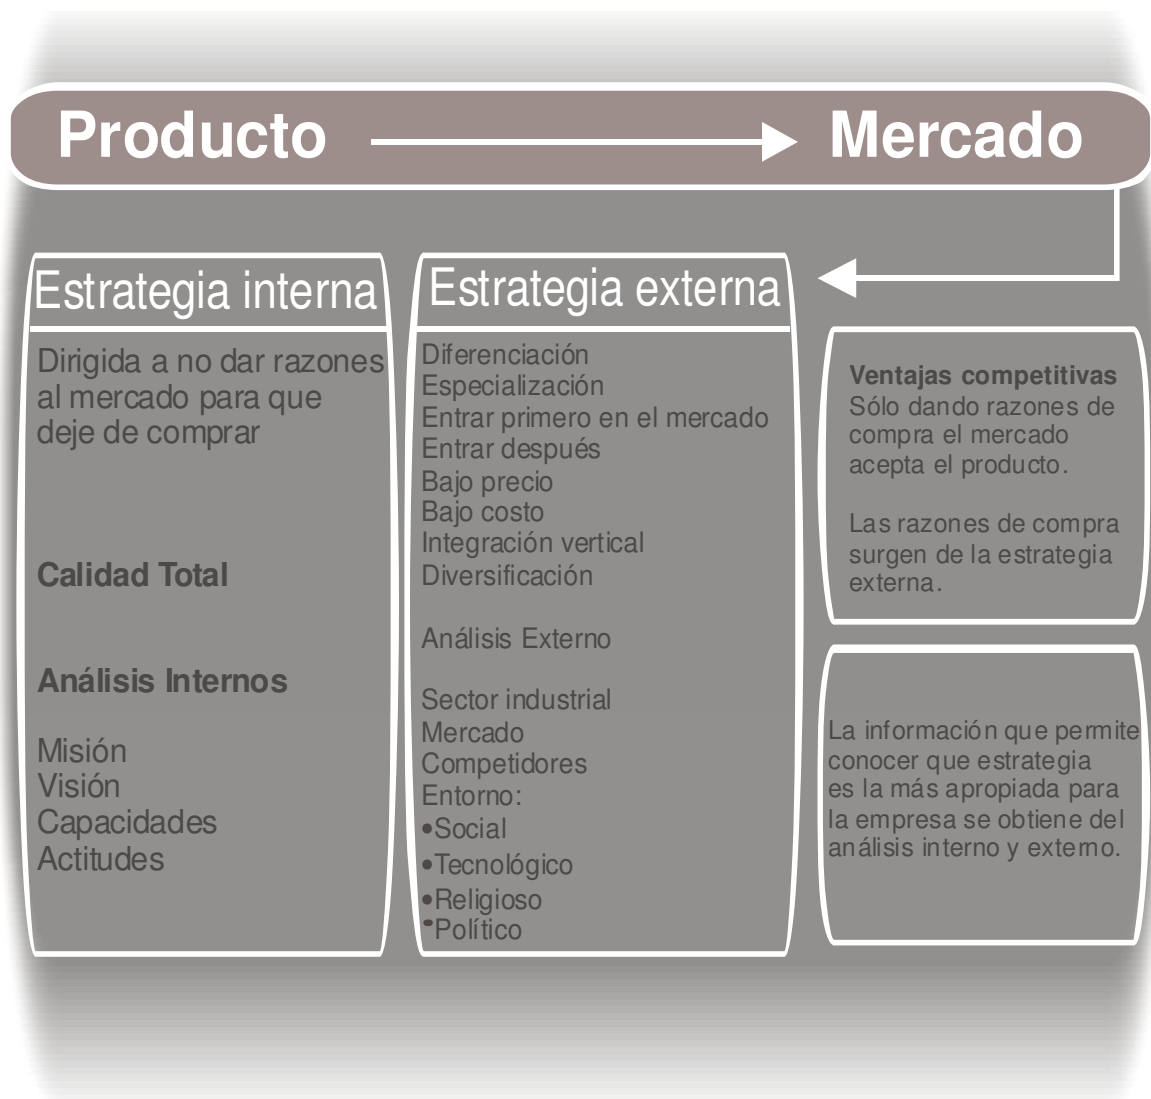 Producto
Mercado
Estrategia interna
Dirigida a no dar razones
al mercado para que
deje de comprar
Calidad Total
Análisis Internos
Misión
Visión
Capacidades
Actitudes
Estrategia externa
Diferenciación
Especialización
Entrar primero en el mercado
Entrar después
Bajo precio
Bajo costo
Integración vertical
Diversificación
Análisis Externo
Sector industrial
Mercado
Competidores
Entorno:
•Social
•Tecnológico
•Religioso
•Político
Ventajas competitivas
Sólo dando razones de
compra el mercado
acepta el producto.
Las razones de compra
surgen de la estrategia
externa.
La información que permite
conocer que estrategia
es la más apropiada para
la empresa se obtiene del
análisis interno y externo.